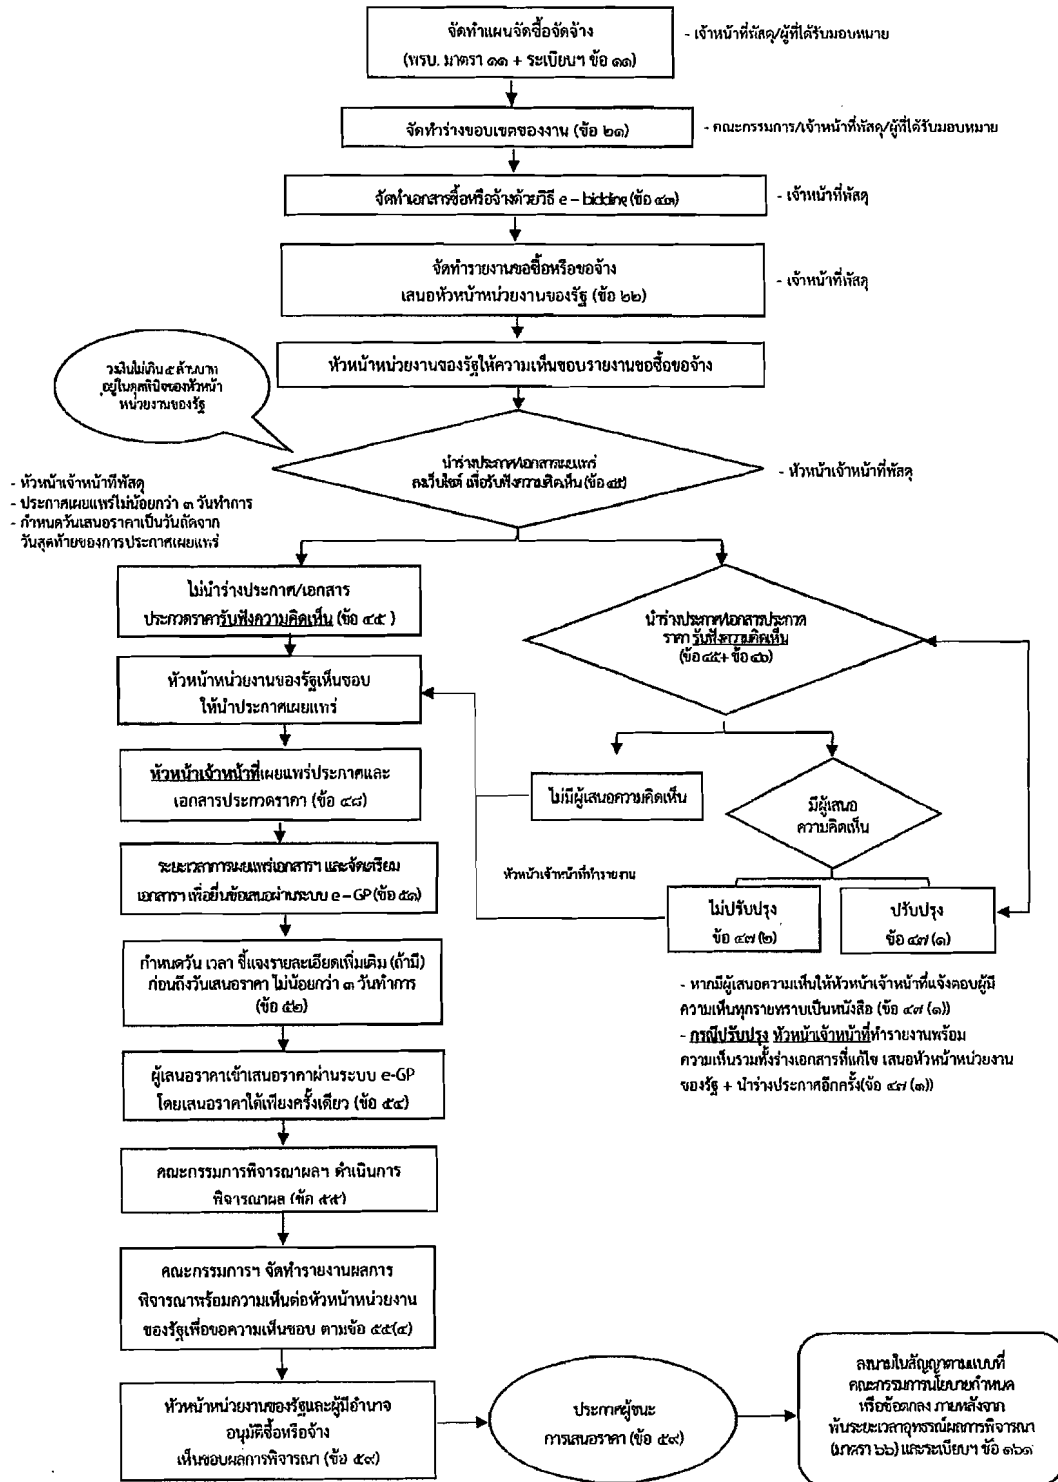 จัดทำแผนจัดซื้อจัดจ้าง
(พรบ. มาตรา ๑๑ + ระเบียบฯ ข้อ ๑๑)
- เจ้าหน้าที่พัสดุ/ผู้ที่ได้รับมอบหมาย
จัดทำร่างขอบเขตของงาน (ข้อ ๒๑)
- คณะกรรมการ/เจ้าหน้าที่พัสดุ/ผู้ที่ได้รับมอบหมาย
จัดทำเอกสารซื้อหรือจ้างด้วยวิธี e – bidding (ข้อ ๔๓)
- เจ้าหน้าที่พัสดุ
จัดทำรายงานขอซื้อหรือขอจ้าง
เสนอหัวหน้าหน่วยงานของรัฐ (ข้อ ๒๒)
- เจ้าหน้าที่พัสดุ
หัวหน้าหน่วยงานของรัฐให้ความเห็นชอบรายงานขอซื้อขอจ้าง
วงเงินไม่เกิน ๕ ล้านบาท
อยู่ในดุลพินิจของหัวหน้า
หน่วยงานของรัฐ
นำร่างประกาศ/เอกสารเผยแพร่
ลงเว็บไซต์ เพื่อรับฟังความคิดเห็น (ข้อ ๔๕)
- หัวหน้าเจ้าหน้าที่พัสดุ
- หัวหน้าเจ้าหน้าที่พัสดุ
- ประกาศเผยแพร่ไม่น้อยกว่า ๓ วันทำการ
- กำหนดวันเสนอราคาเป็นวันถัดจาก
วันสุดท้ายของการประกาศเผยแพร่
ไม่นำร่างประกาศ/เอกสาร
ประกวดราคารับฟังความคิดเห็น (ข้อ ๔๕ )
นำร่างประกาศ/เอกสารประกวด
ราคา รับฟังความคิดเห็น
(ข้อ ๔๕+ ข้อ ๔๖)
หัวหน้าหน่วยงานของรัฐเห็นชอบ
ให้นำประกาศเผยแพร่
หัวหน้าเจ้าหน้าที่เผยแพร่ประกาศและ
เอกสารประกวดราคา (ข้อ ๔๘)
ไม่มีผู้เสนอความคิดเห็น
มีผู้เสนอ
ความคิดเห็น
ระยะเวลาการเผยแพร่เอกสารฯ และจัดเตรียม
เอกสารฯ เพื่อยื่นข้อเสนอผ่านระบบ e – GP (ข้อ ๕๑)
หัวหน้าเจ้าหน้าที่ทำรายงาน
ไม่ปรับปรุง
ข้อ ๔๗ (๒)
ปรับปรุง
ข้อ ๔๗ (๑)
กำหนดวัน เวลา ชี้แจงรายละเอียดเพิ่มเติม (ถ้ามี)
ก่อนถึงวันเสนอราคา ไม่น้อยกว่า ๓ วันทำการ
(ข้อ ๕๒)
- หากมีผู้เสนอความเห็นให้หัวหน้าเจ้าหน้าที่แจ้งตอบผู้มี
ความเห็นทุกรายทราบเป็นหนังสือ (ข้อ ๔๗ (๑))
- กรณีปรับปรุง หัวหน้าเจ้าหน้าที่ทำรายงานพร้อม
ความเห็นรวมทั้งร่างเอกสารที่แก้ไข เสนอหัวหน้าหน่วยงาน
ของรัฐ + นำร่างประกาศอีกครั้ง(ข้อ ๔๗ (๑))
ผู้เสนอราคาเข้าเสนอราคาผ่านระบบ e-GP
โดยเสนอราคาได้เพียงครั้งเดียว (ข้อ ๕๔)
คณะกรรมการพิจารณาผลฯ ดำเนินการ
พิจารณาผล (ข้อ ๕๕)
คณะกรรมการฯ จัดทำรายงานผลการ
พิจารณาพร้อมความเห็นต่อหัวหน้าหน่วยงาน
ของรัฐเพื่อขอความเห็นชอบ ตามข้อ ๕๕(๔)
หัวหน้าหน่วยงานของรัฐและผู้มีอำนาจ
อนุมัติซื้อหรือจ้าง
เห็นชอบผลการพิจารณา (ข้อ ๕๙)
ประกาศผู้ชนะ
การเสนอราคา (ข้อ ๕๙)
ลงนามในสัญญาตามแบบที่
คณะกรรมการนโยบายกำหนด
หรือข้อตกลง ภายหลังจาก
พ้นระยะเวลาอุทธรณ์ผลการพิจารณา
(มาตรา ๖๖) และระเบียบฯ ข้อ ๑๖๑